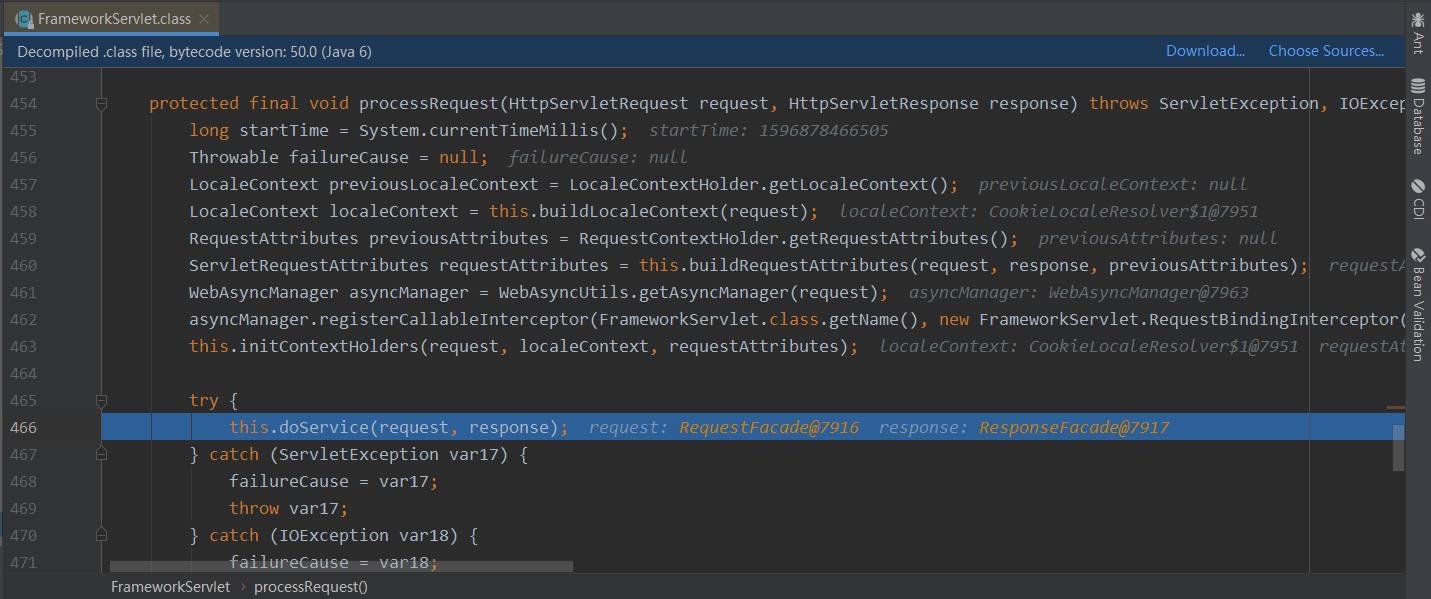 FrameworkServlet.class
Decompiled .class file, bytecode version: 50.0 (Java 6)
Download...
Choose Sources...
453
454 protected final void processRequest(HttpServletRequest request, HttpServletResponse response) throws ServletException, IOExcep
455 long startTime = System.currentTimeMillis(); startTime: 1596878466505
456 Throwable failureCause = null; failureCause: null
457 LocaleContext previousLocaleContext = LocaleContextHolder.getLocaleContext(); previousLocaleContext: null
458 LocaleContext localeContext = this.buildLocaleContext(request); localeContext: CookieLocaleResolver$1@7951
459 RequestAttributes previousAttributes = RequestContextHolder.getRequestAttributes(); previousAttributes: null
460 ServletRequestAttributes requestAttributes = this.buildRequestAttributes(request, response, previousAttributes); requestA
461 WebAsyncManager asyncManager = WebAsyncUtils.getAsyncManager(request); asyncManager: WebAsyncManager@7963
462 asyncManager.registerCallableInterceptor(FrameworkServlet.class.getName(), new FrameworkServlet.RequestBindingInterceptor(
463 this.initContextHolders(request, localeContext, requestAttributes); localeContext: CookieLocaleResolver$1@7951 requestAt
464
465 try {
466 this.doService(request, response); request: RequestFacade@7916 response: ResponseFacade@7917
467 } catch (ServletException var17) {
468 failureCause = var17;
469 throw var17;
470 } catch (IOException var18) {
471 failureCause = var18;
FrameworkServlet › processRequest()
Ant
Database
CDI
Bean Validation